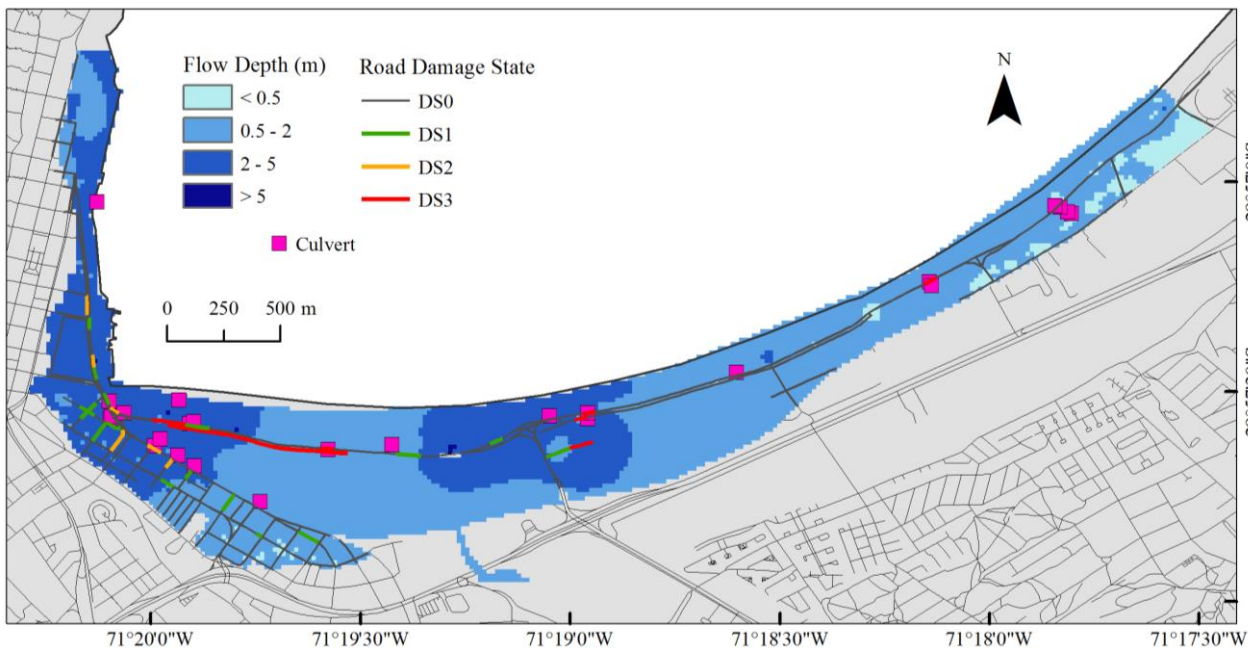 Flow Depth (m)
< 0.5
0.5 - 2
2 - 5
> 5
Road Damage State
DS0
DS1
DS2
DS3
Culvert
N
0 250 500 m
71°20'0"W 71°19'30"W 71°19'0"W 71°18'30"W 71°18'0"W 71°17'30"W